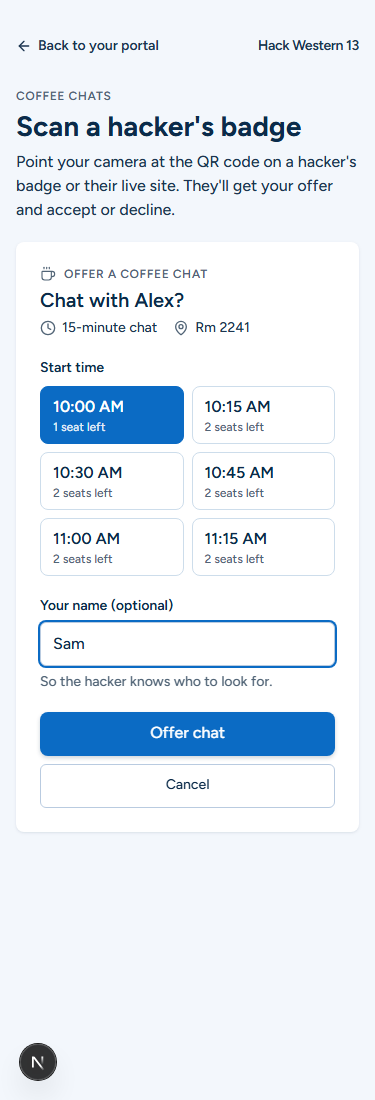 Back to your portal
Hack Western 13
COFFEE CHATS
Scan a hacker's badge
Point your camera at the QR code on a hacker's
badge or their live site. They'll get your offer
and accept or decline.
OFFER A COFFEE CHAT
Chat with Alex?
15-minute chat
Rm 2241
Start time
10:00 AM
1 seat left
10:15 AM
2 seats left
10:30 AM
2 seats left
10:45 AM
2 seats left
11:00 AM
2 seats left
11:15 AM
2 seats left
Your name (optional)
Sam
So the hacker knows who to look for.
Offer chat
Cancel
N